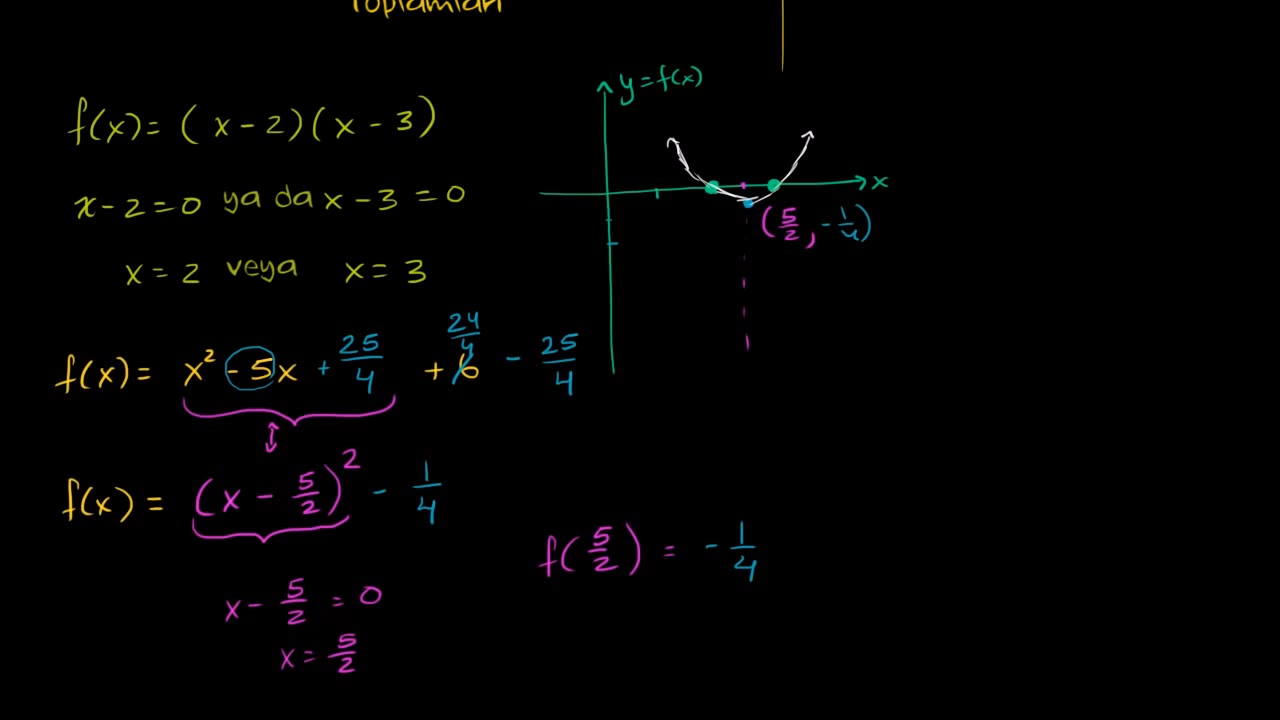 Toplamları
f(x) = (x - 2)(x - 3)
x - 2 = 0 ya da x - 3 = 0
x = 2 veya x = 3
f(x) = x² - 5x + 25/4 + 6 24/4 - 25/4
f(x) = (x - 5/2)² - 1/4
x - 5/2 = 0
x = 5/2
y = f(x)
x
(5/2, -1/4)
f(5/2) = -1/4